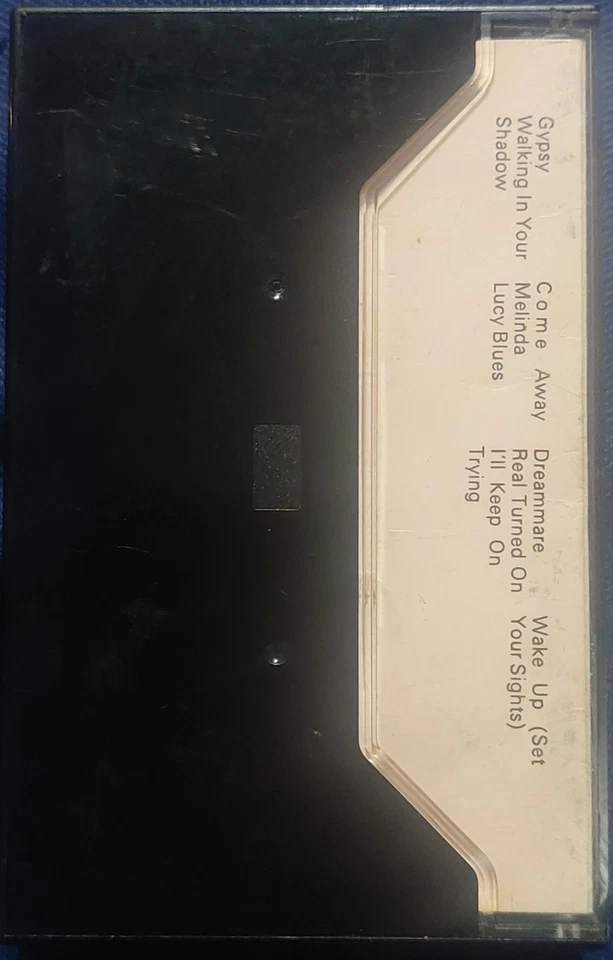 Gypsy
Walking In Your
Shadow
Come Away
Melinda
Lucy Blues
Dreammare
Real Turned On
I'll Keep On
Trying
Wake Up (Set
Your Sights)